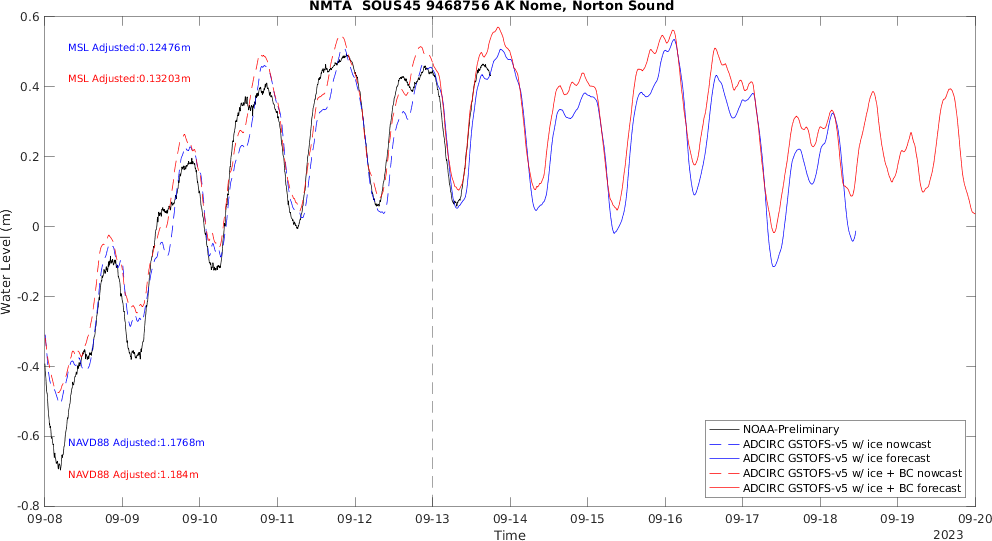 NMTA SOUS45 9468756 AK Nome, Norton Sound
0.6
0.4
0.2
0
-0.2
-0.4
-0.6
-0.8
Water Level (m)
MSL Adjusted:0.12476m
MSL Adjusted:0.13203m
NAVD88 Adjusted:1.1768m
NAVD88 Adjusted:1.184m
NOAA-Preliminary
ADCIRC GSTOFS-v5 w/ ice nowcast
ADCIRC GSTOFS-v5 w/ ice forecast
ADCIRC GSTOFS-v5 w/ ice + BC nowcast
ADCIRC GSTOFS-v5 w/ ice + BC forecast
09-08 09-09 09-10 09-11 09-12 09-13 09-14 09-15 09-16 09-17 09-18 09-19 09-20
Time
2023